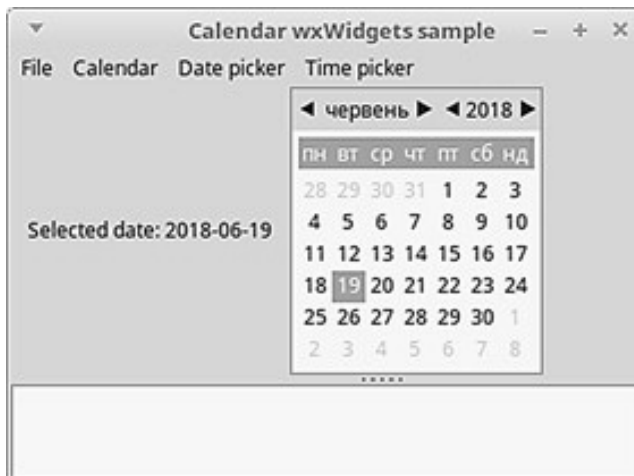 Calendar wxWidgets sample
File Calendar Date picker Time picker
червень 2018
пн вт ср чт пт сб нд
28 29 30 31 1 2 3
4 5 6 7 8 9 10
Selected date: 2018-06-19
11 12 13 14 15 16 17
18 19 20 21 22 23 24
25 26 27 28 29 30 1
2 3 4 5 6 7 8